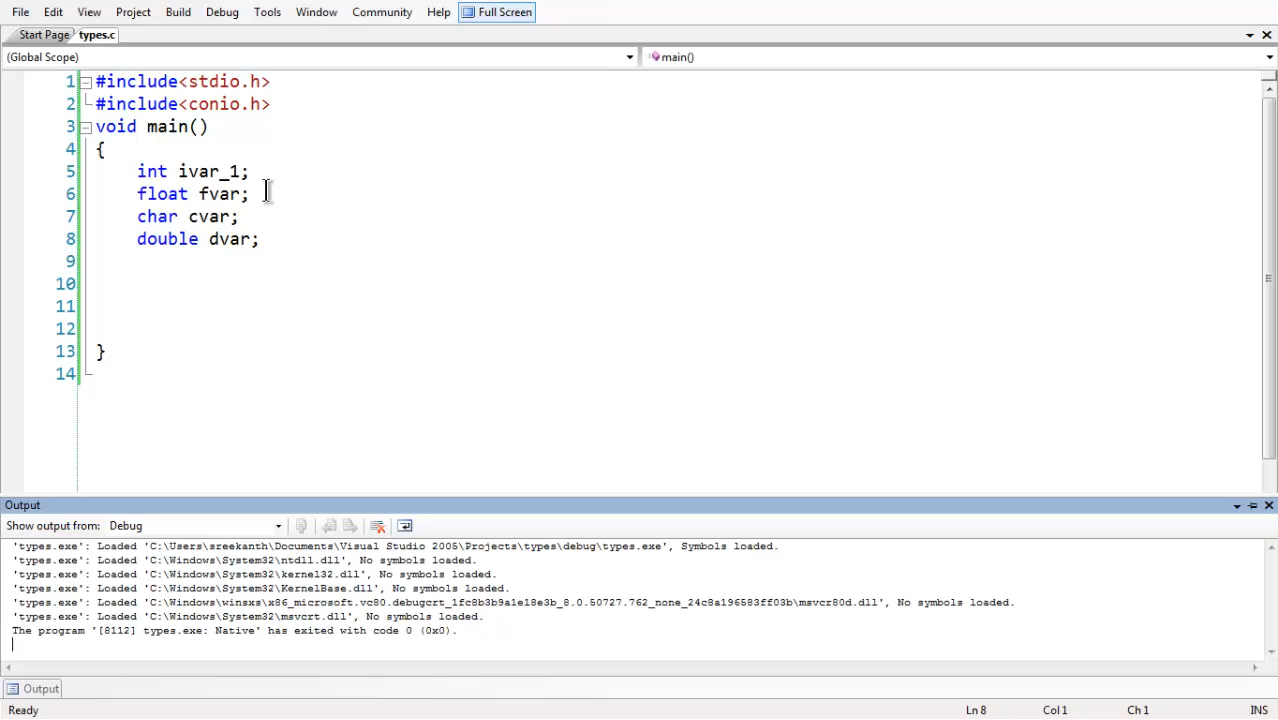 File Edit View Project Build Debug Tools Window Community Help Full Screen
Start Page types.c
(Global Scope) main()
1 #include<stdio.h>
2 #include<conio.h>
3 void main()
4 {
5 int ivar_1;
6 float fvar;
7 char cvar;
8 double dvar;
9
10
11
12
13 }
14
Output
Show output from: Debug
'types.exe': Loaded 'C:\Users\sreekanth\Documents\Visual Studio 2005\Projects\types\debug\types.exe', Symbols loaded.
'types.exe': Loaded 'C:\Windows\System32\ntdll.dll', No symbols loaded.
'types.exe': Loaded 'C:\Windows\System32\kernel32.dll', No symbols loaded.
'types.exe': Loaded 'C:\Windows\System32\KernelBase.dll', No symbols loaded.
'types.exe': Loaded 'C:\Windows\winsxs\x86_microsoft.vc80.debugcrt_1fc8b3b9a1e18e3b_8.0.50727.762_none_24c8a196583ff03b\msvcr80d.dll', No symbols loaded.
'types.exe': Loaded 'C:\Windows\System32\msvcrt.dll', No symbols loaded.
The program '[8112] types.exe: Native' has exited with code 0 (0x0).
Output
Ready Ln 8 Col 1 Ch 1 INS